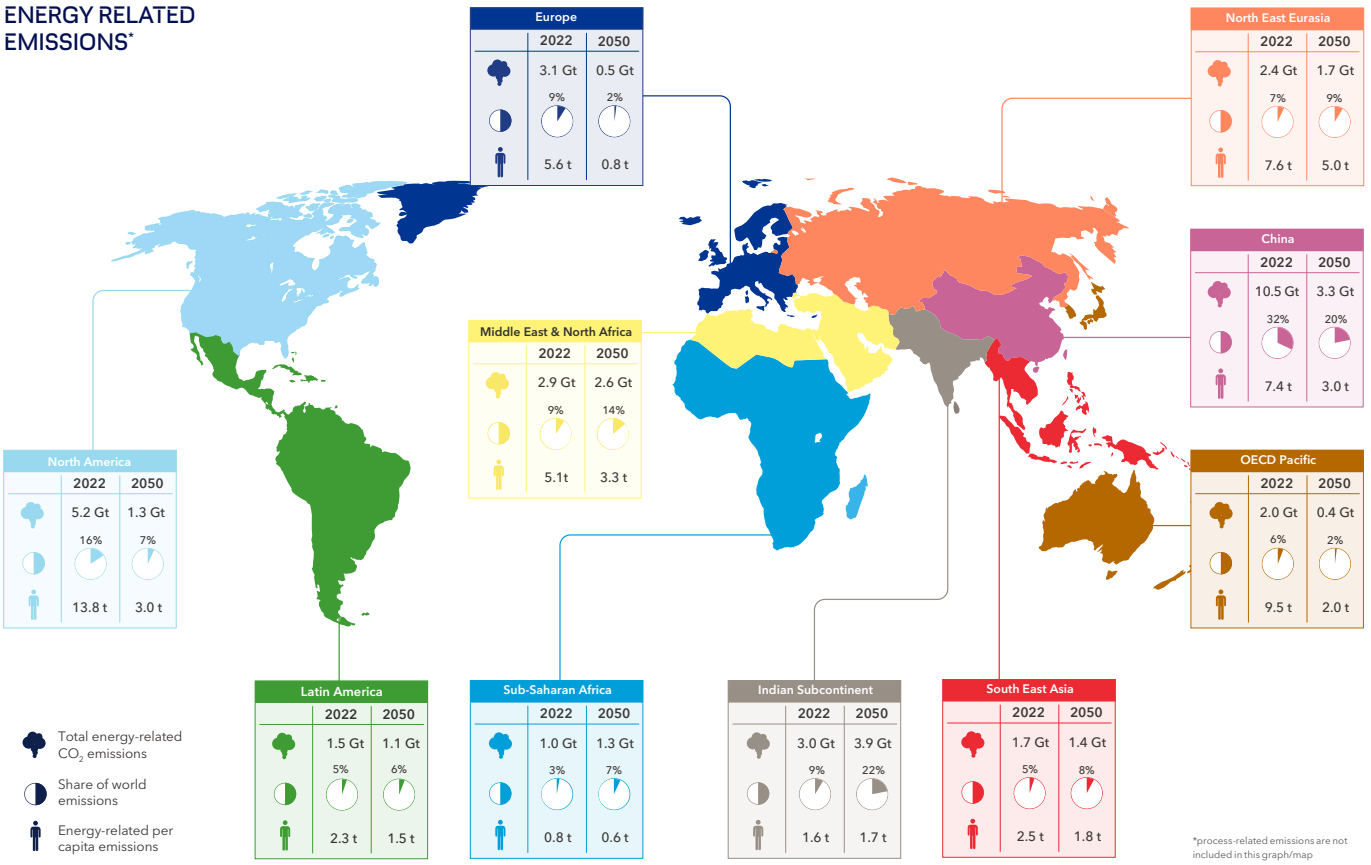 ENERGY RELATED
EMISSIONS*
Europe
2022 2050
3.1 Gt 0.5 Gt
9% 2%
5.6 t 0.8 t
North East Eurasia
2022 2050
2.4 Gt 1.7 Gt
7% 9%
7.6 t 5.0 t
China
2022 2050
10.5 Gt 3.3 Gt
32% 20%
7.4 t 3.0 t
Middle East & North Africa
2022 2050
2.9 Gt 2.6 Gt
9% 14%
5.1t 3.3 t
North America
2022 2050
5.2 Gt 1.3 Gt
16% 7%
13.8 t 3.0 t
OECD Pacific
2022 2050
2.0 Gt 0.4 Gt
6% 2%
9.5 t 2.0 t
Latin America
2022 2050
1.5 Gt 1.1 Gt
5% 6%
2.3 t 1.5 t
Sub-Saharan Africa
2022 2050
1.0 Gt 1.3 Gt
3% 7%
0.8 t 0.6 t
Indian Subcontinent
2022 2050
3.0 Gt 3.9 Gt
9% 22%
1.6 t 1.7 t
South East Asia
2022 2050
1.7 Gt 1.4 Gt
5% 8%
2.5 t 1.8 t
Total energy-related
CO₂ emissions
Share of world
emissions
Energy-related per
capita emissions
*process-related emissions are not
included in this graph/map